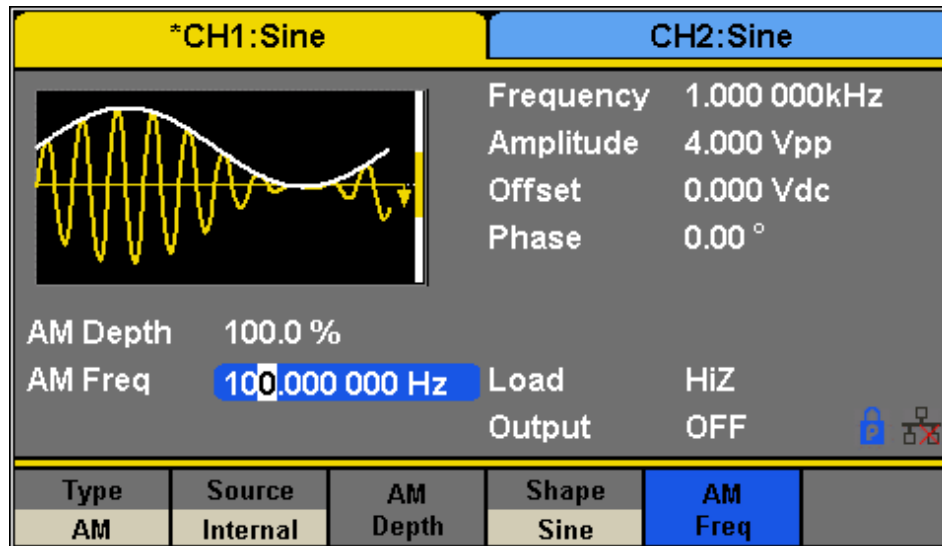 *CH1:Sine
CH2:Sine
Frequency 1.000 000kHz
Amplitude 4.000 Vpp
Offset 0.000 Vdc
Phase 0.00 °
AM Depth 100.0 %
AM Freq 100.000 000 Hz
Load HiZ
Output OFF
P
Type
AM
Source
Internal
AM
Depth
Shape
Sine
AM
Freq